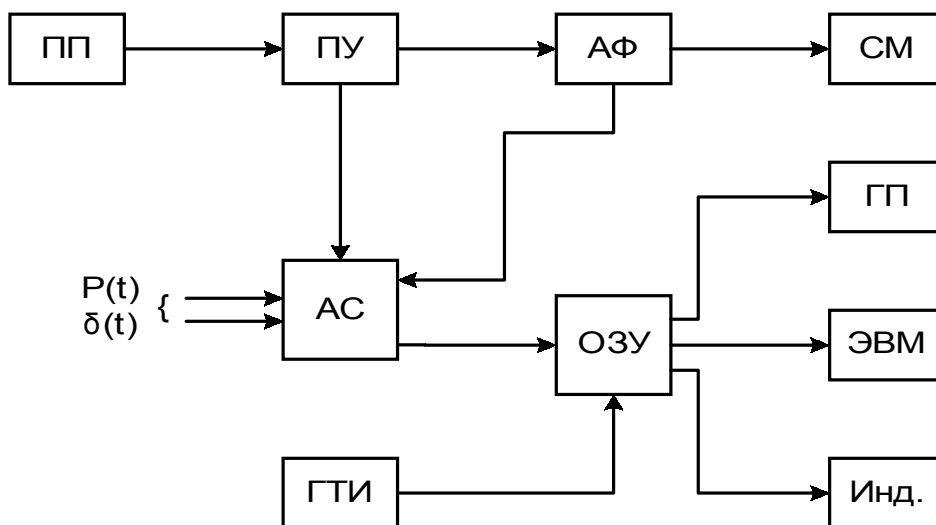 ПП
ПУ
АФ
СМ
ГП
P(t)
δ(t)
{
АС
ОЗУ
ЭВМ
ГТИ
Инд.